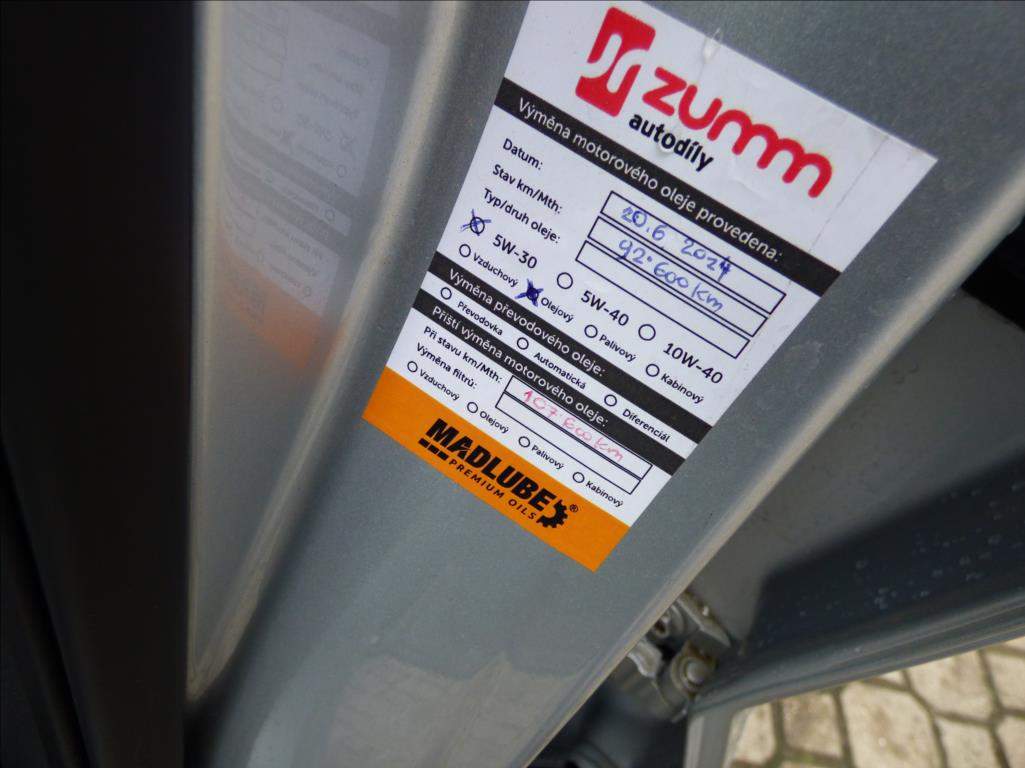 zumm
autodíly
Výměna motorového oleje provedena:
Datum: 20.6 2024
Stav km/Mth: 92.600 km
Typ/druh oleje:
5W-30 5W-40 10W-40
Vzduchový Olejový Palivový Kabinový
Výměna převodového oleje:
Převodovka Automatická Diferenciál
Příští výměna motorového oleje:
Při stavu km/Mth: 107.600 km
Výměna filtrů:
Vzduchový Olejový Palivový Kabinový
MADLUBE®
PREMIUM OILS